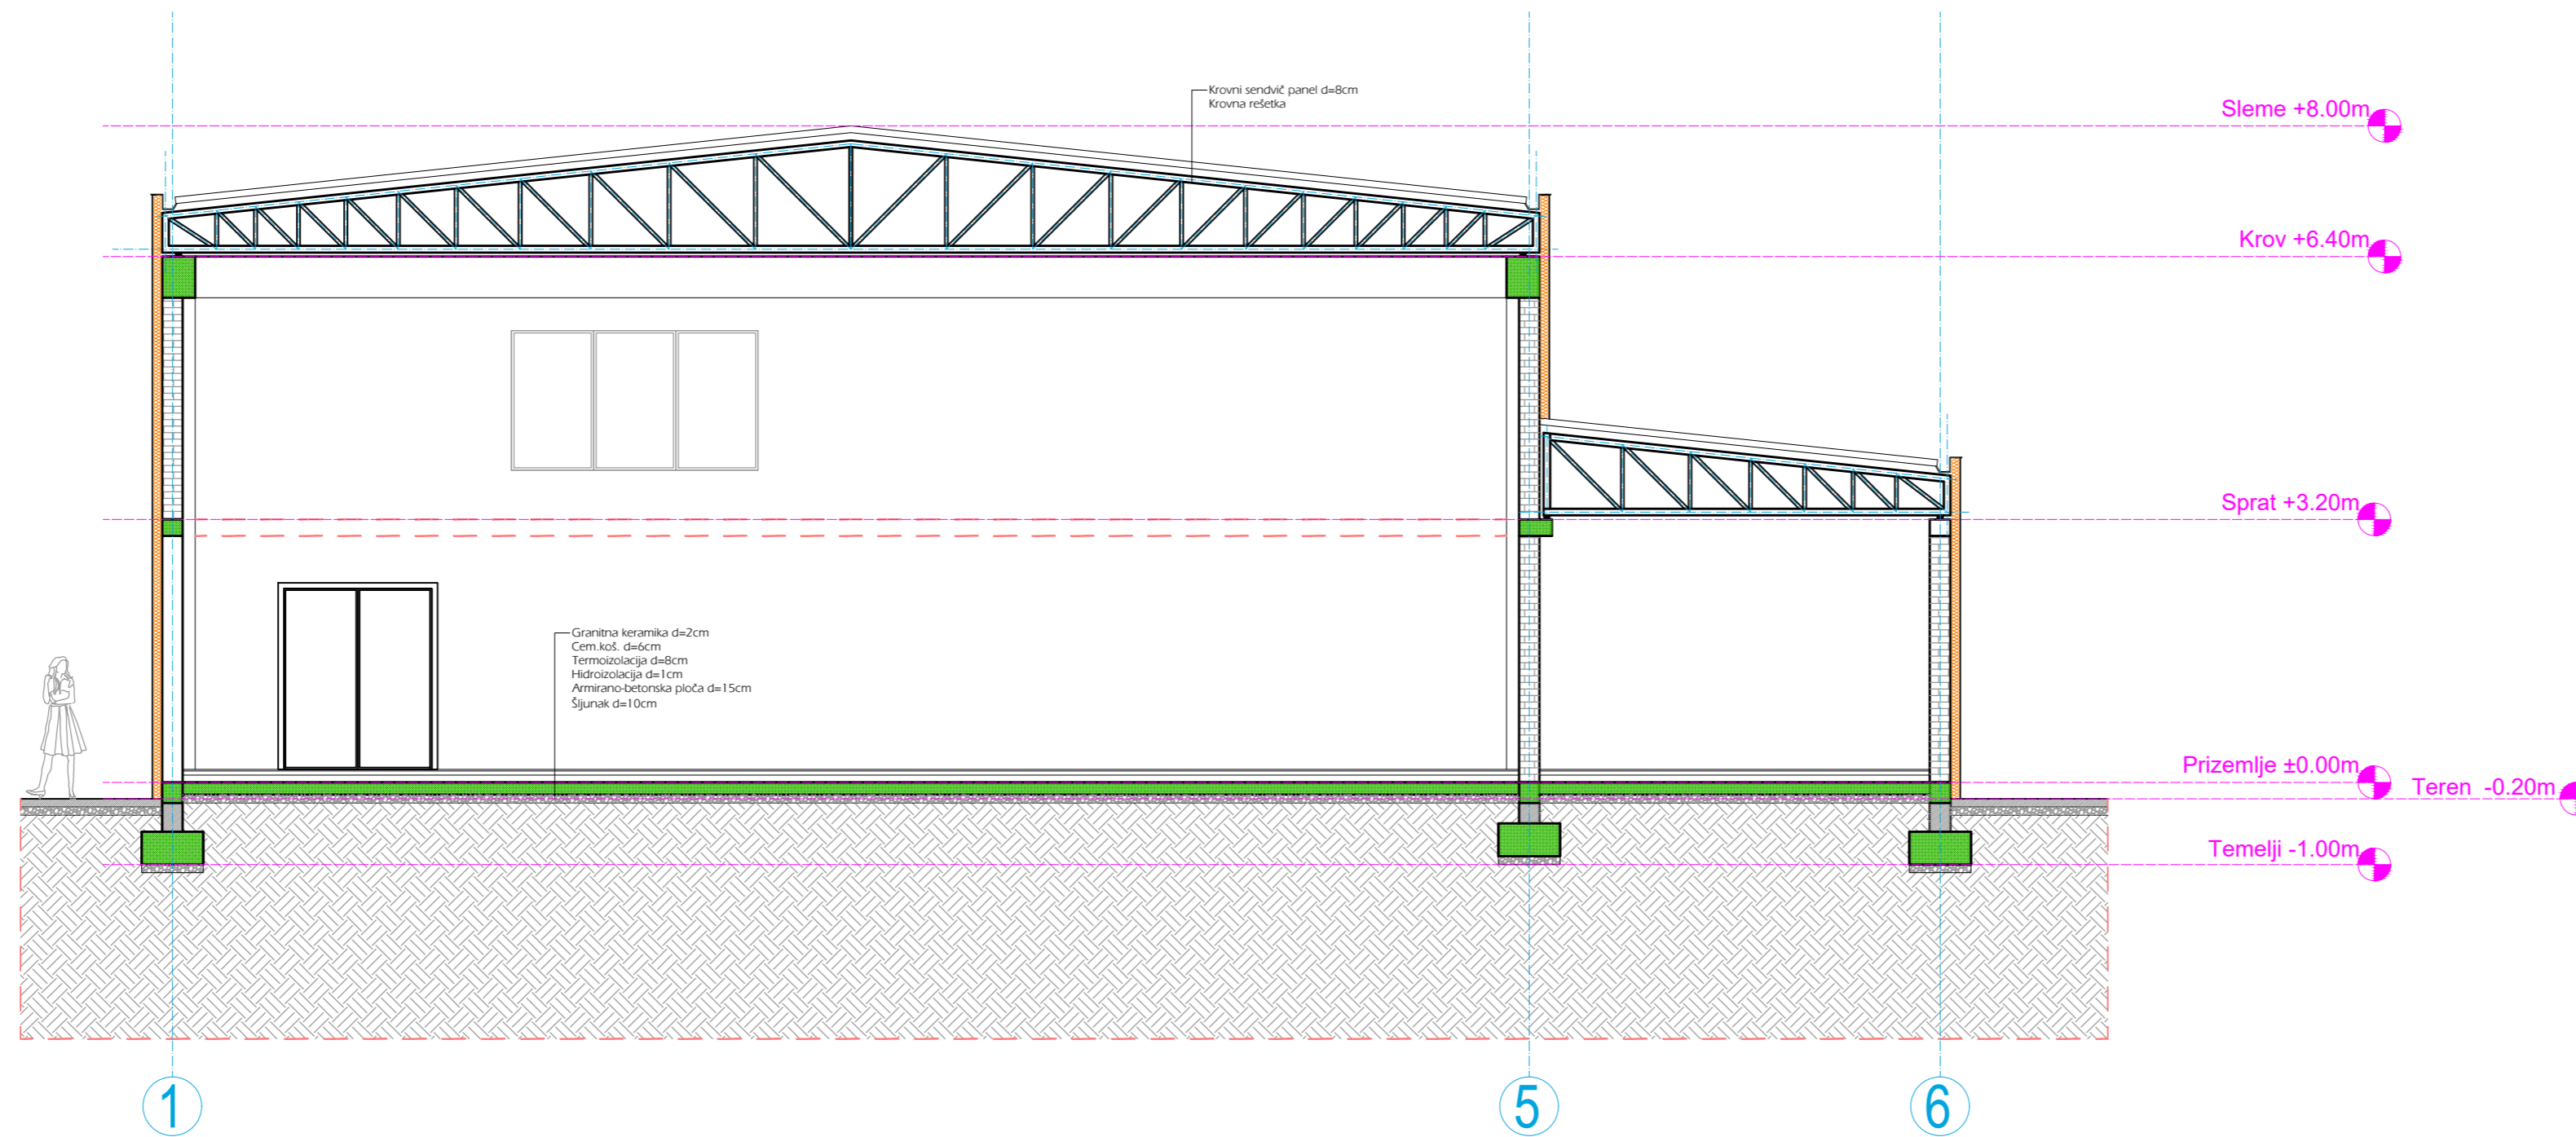 Krovni sendvič panel d=8cm
Krovna rešetka
Sleme +8.00m
Krov +6.40m
Sprat +3.20m
Granitna keramika d=2cm
Cem.koš. d=6cm
Termoizolacija d=8cm
Hidroizolacija d=1cm
Armirano-betonska ploča d=15cm
Šljunak d=10cm
Prizemlje ±0.00m
Teren -0.20m
Temelji -1.00m
1
5
6